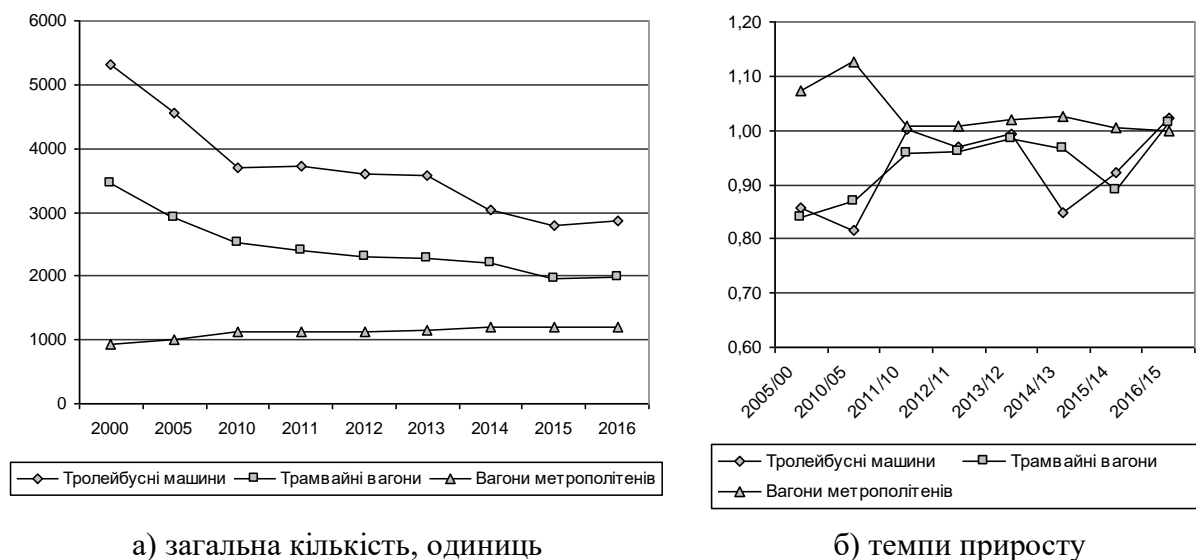 6000
5000
4000
3000
2000
1000
0
2000 2005 2010 2011 2012 2013 2014 2015 2016
Тролейбусні машини Трамвайні вагони Вагони метрополітенів
а) загальна кількість, одиниць
1,20
1,10
1,00
0,90
0,80
0,70
0,60
2005/00 2010/05 2011/10 2012/11 2013/12 2014/13 2015/14 2016/15
Тролейбусні машини Трамвайні вагони
Вагони метрополітенів
б) темпи приросту